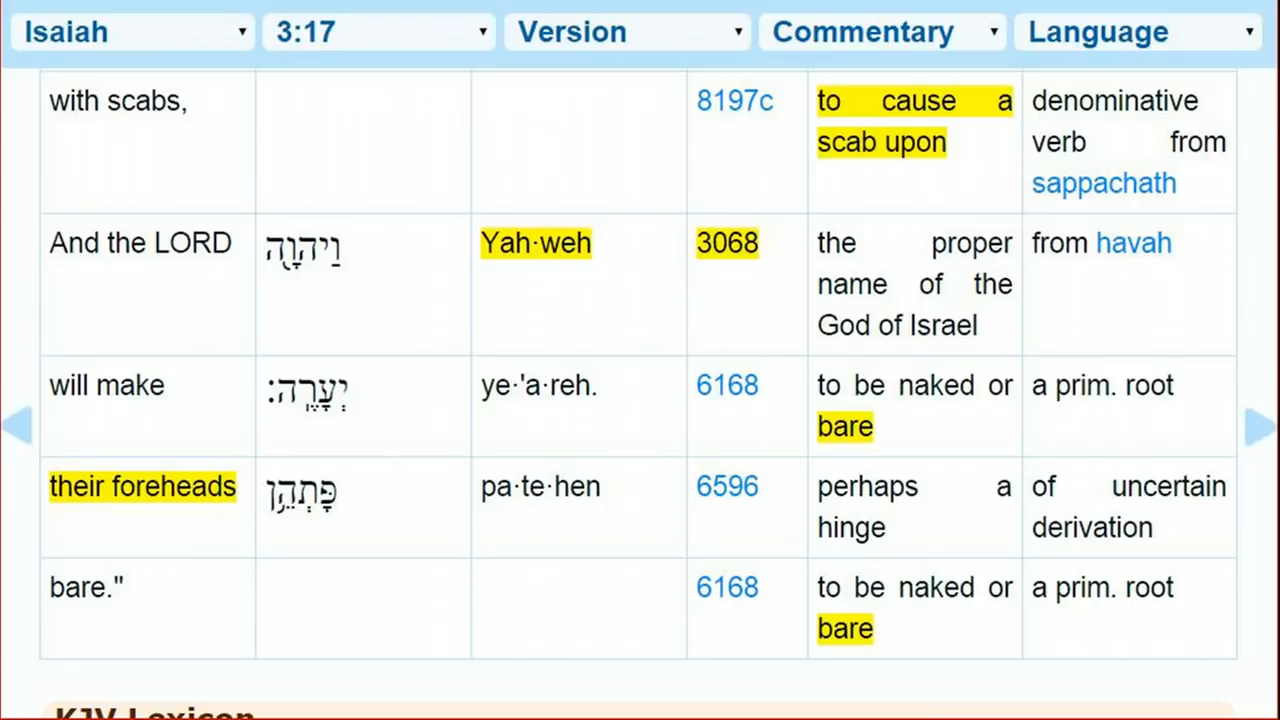 Isaiah 3:17 Version Commentary Language
with scabs, 8197c to cause a denominative
scab upon verb from
sappachath
And the LORD וַיהוָ֖ה Yah·weh 3068 the proper from havah
name of the
God of Israel
will make יְעָרֶֽה׃ ye·'a·reh. 6168 to be naked or a prim. root
bare
their foreheads פָּתְהֵ֥ן pa·te·hen 6596 perhaps a of uncertain
hinge derivation
bare." 6168 to be naked or a prim. root
bare
KJV Lexicon